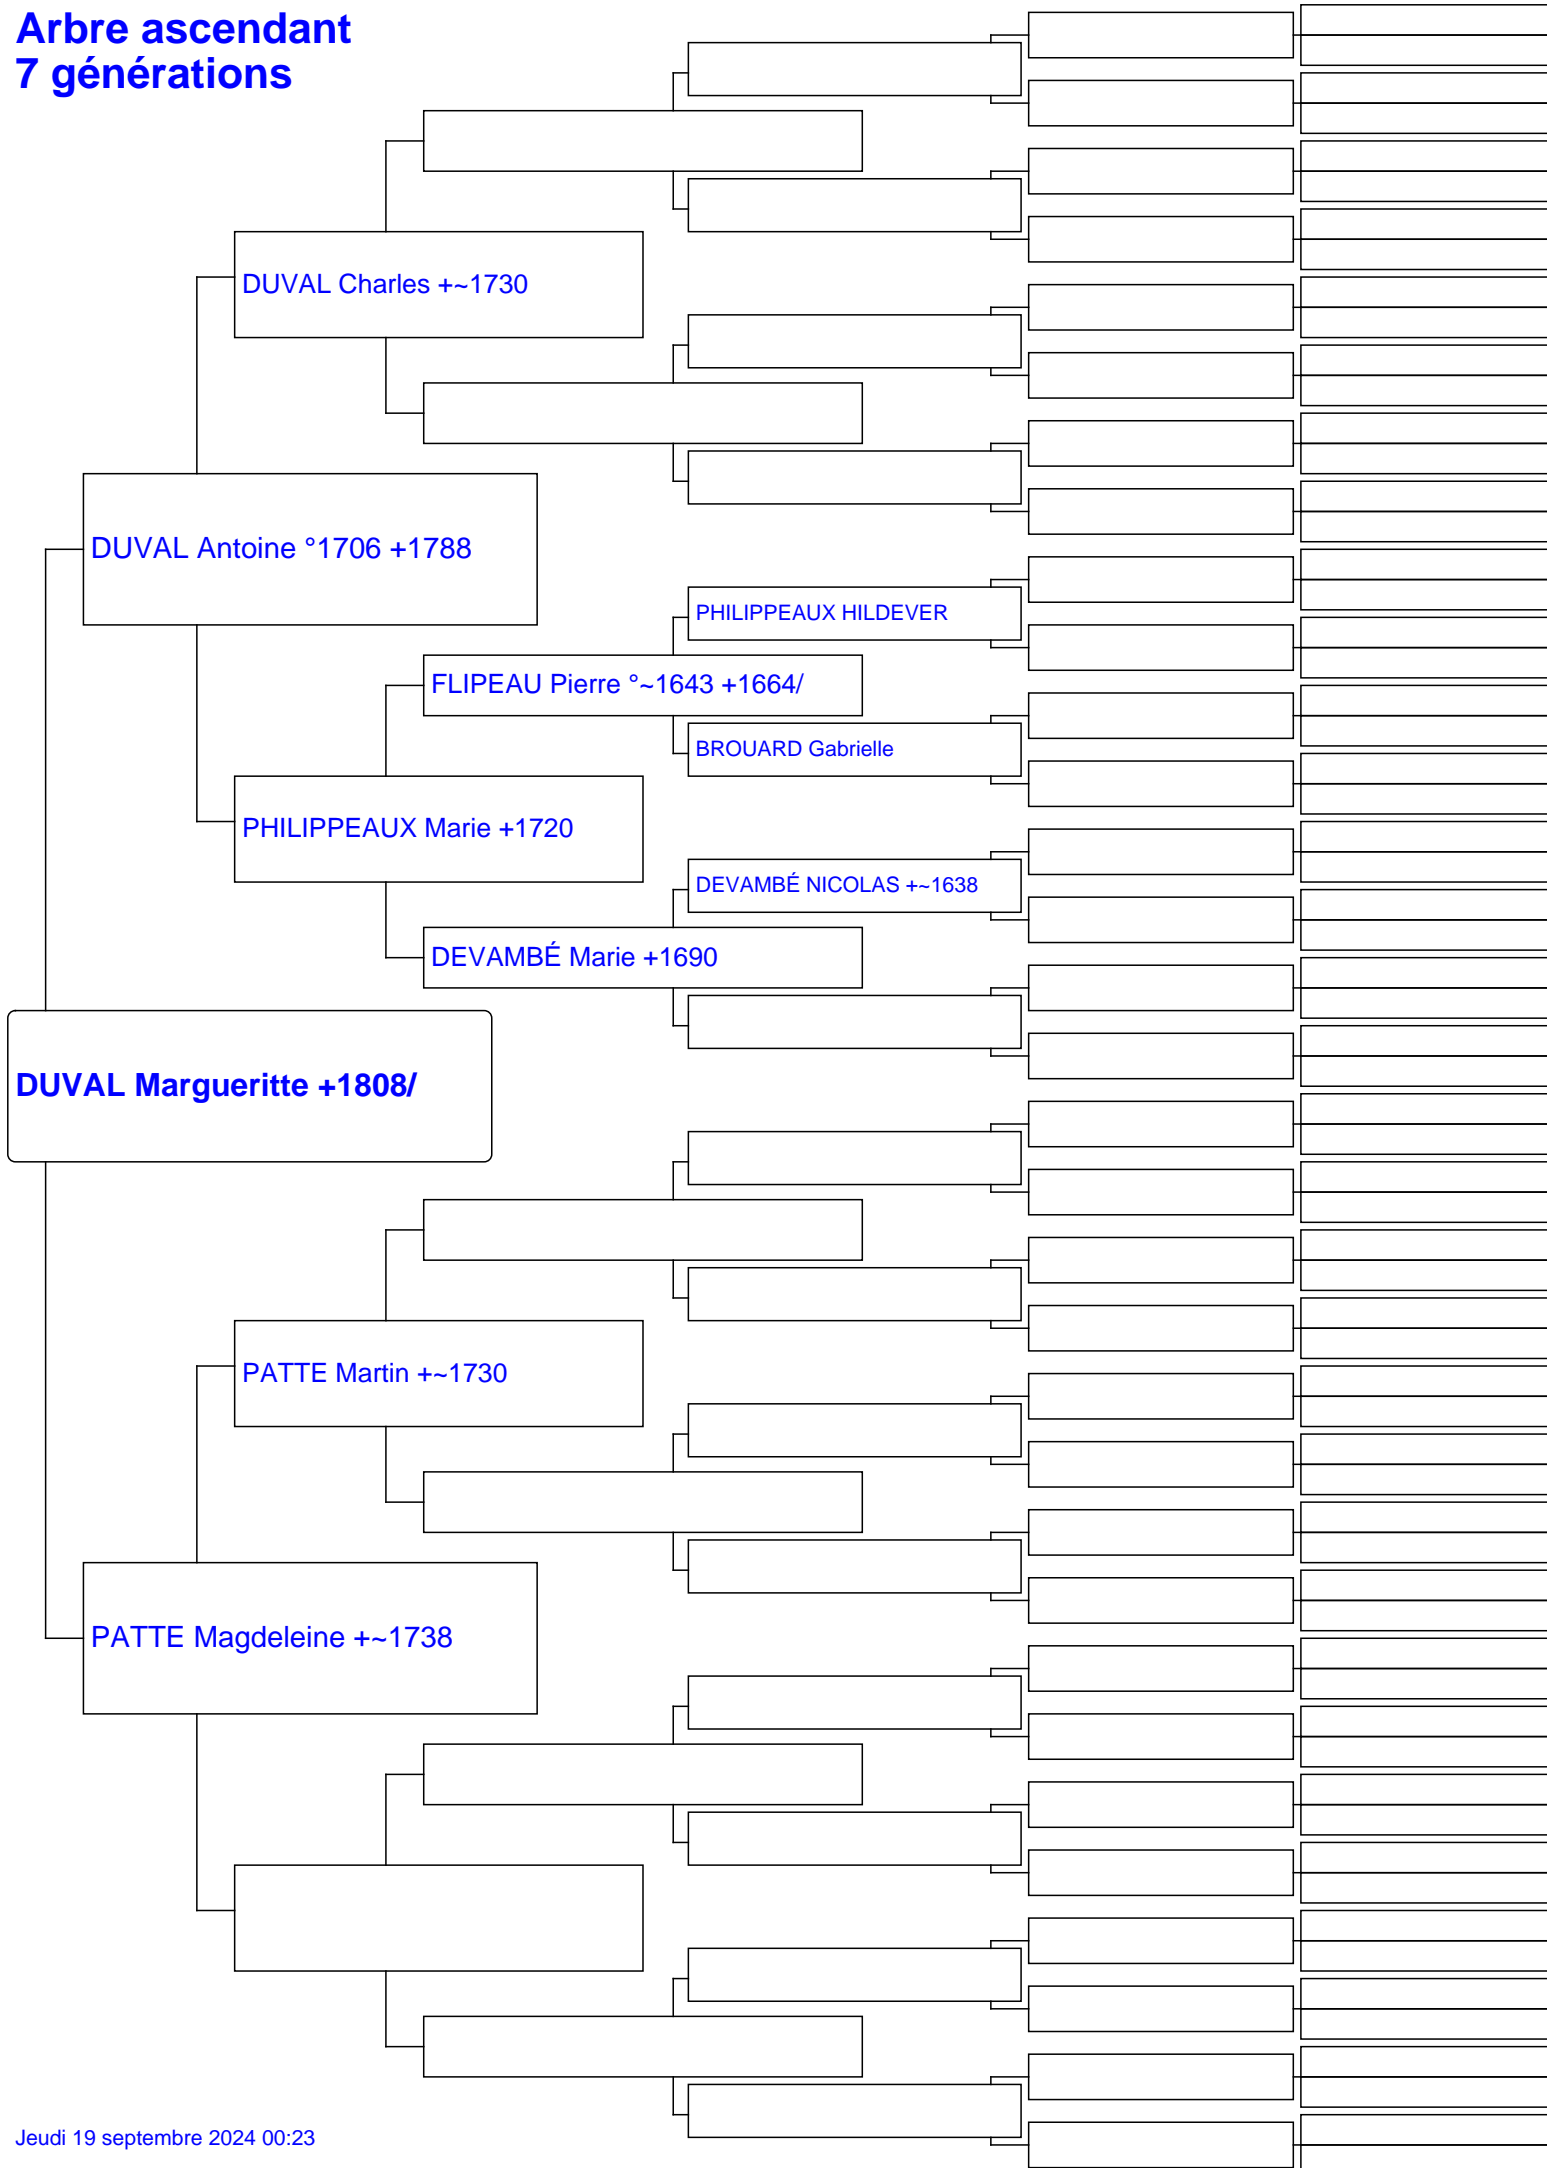 Arbre ascendant
7 générations
DUVAL Charles +~1730
DUVAL Antoine °1706 +1788
PHILIPPEAUX HILDEVER
FLIPEAU Pierre °~1643 +1664/
BROUARD Gabrielle
PHILIPPEAUX Marie +1720
DEVAMBÉ NICOLAS +~1638
DEVAMBÉ Marie +1690
DUVAL Margueritte +1808/
PATTE Martin +~1730
PATTE Magdeleine +~1738
Jeudi 19 septembre 2024 00:23